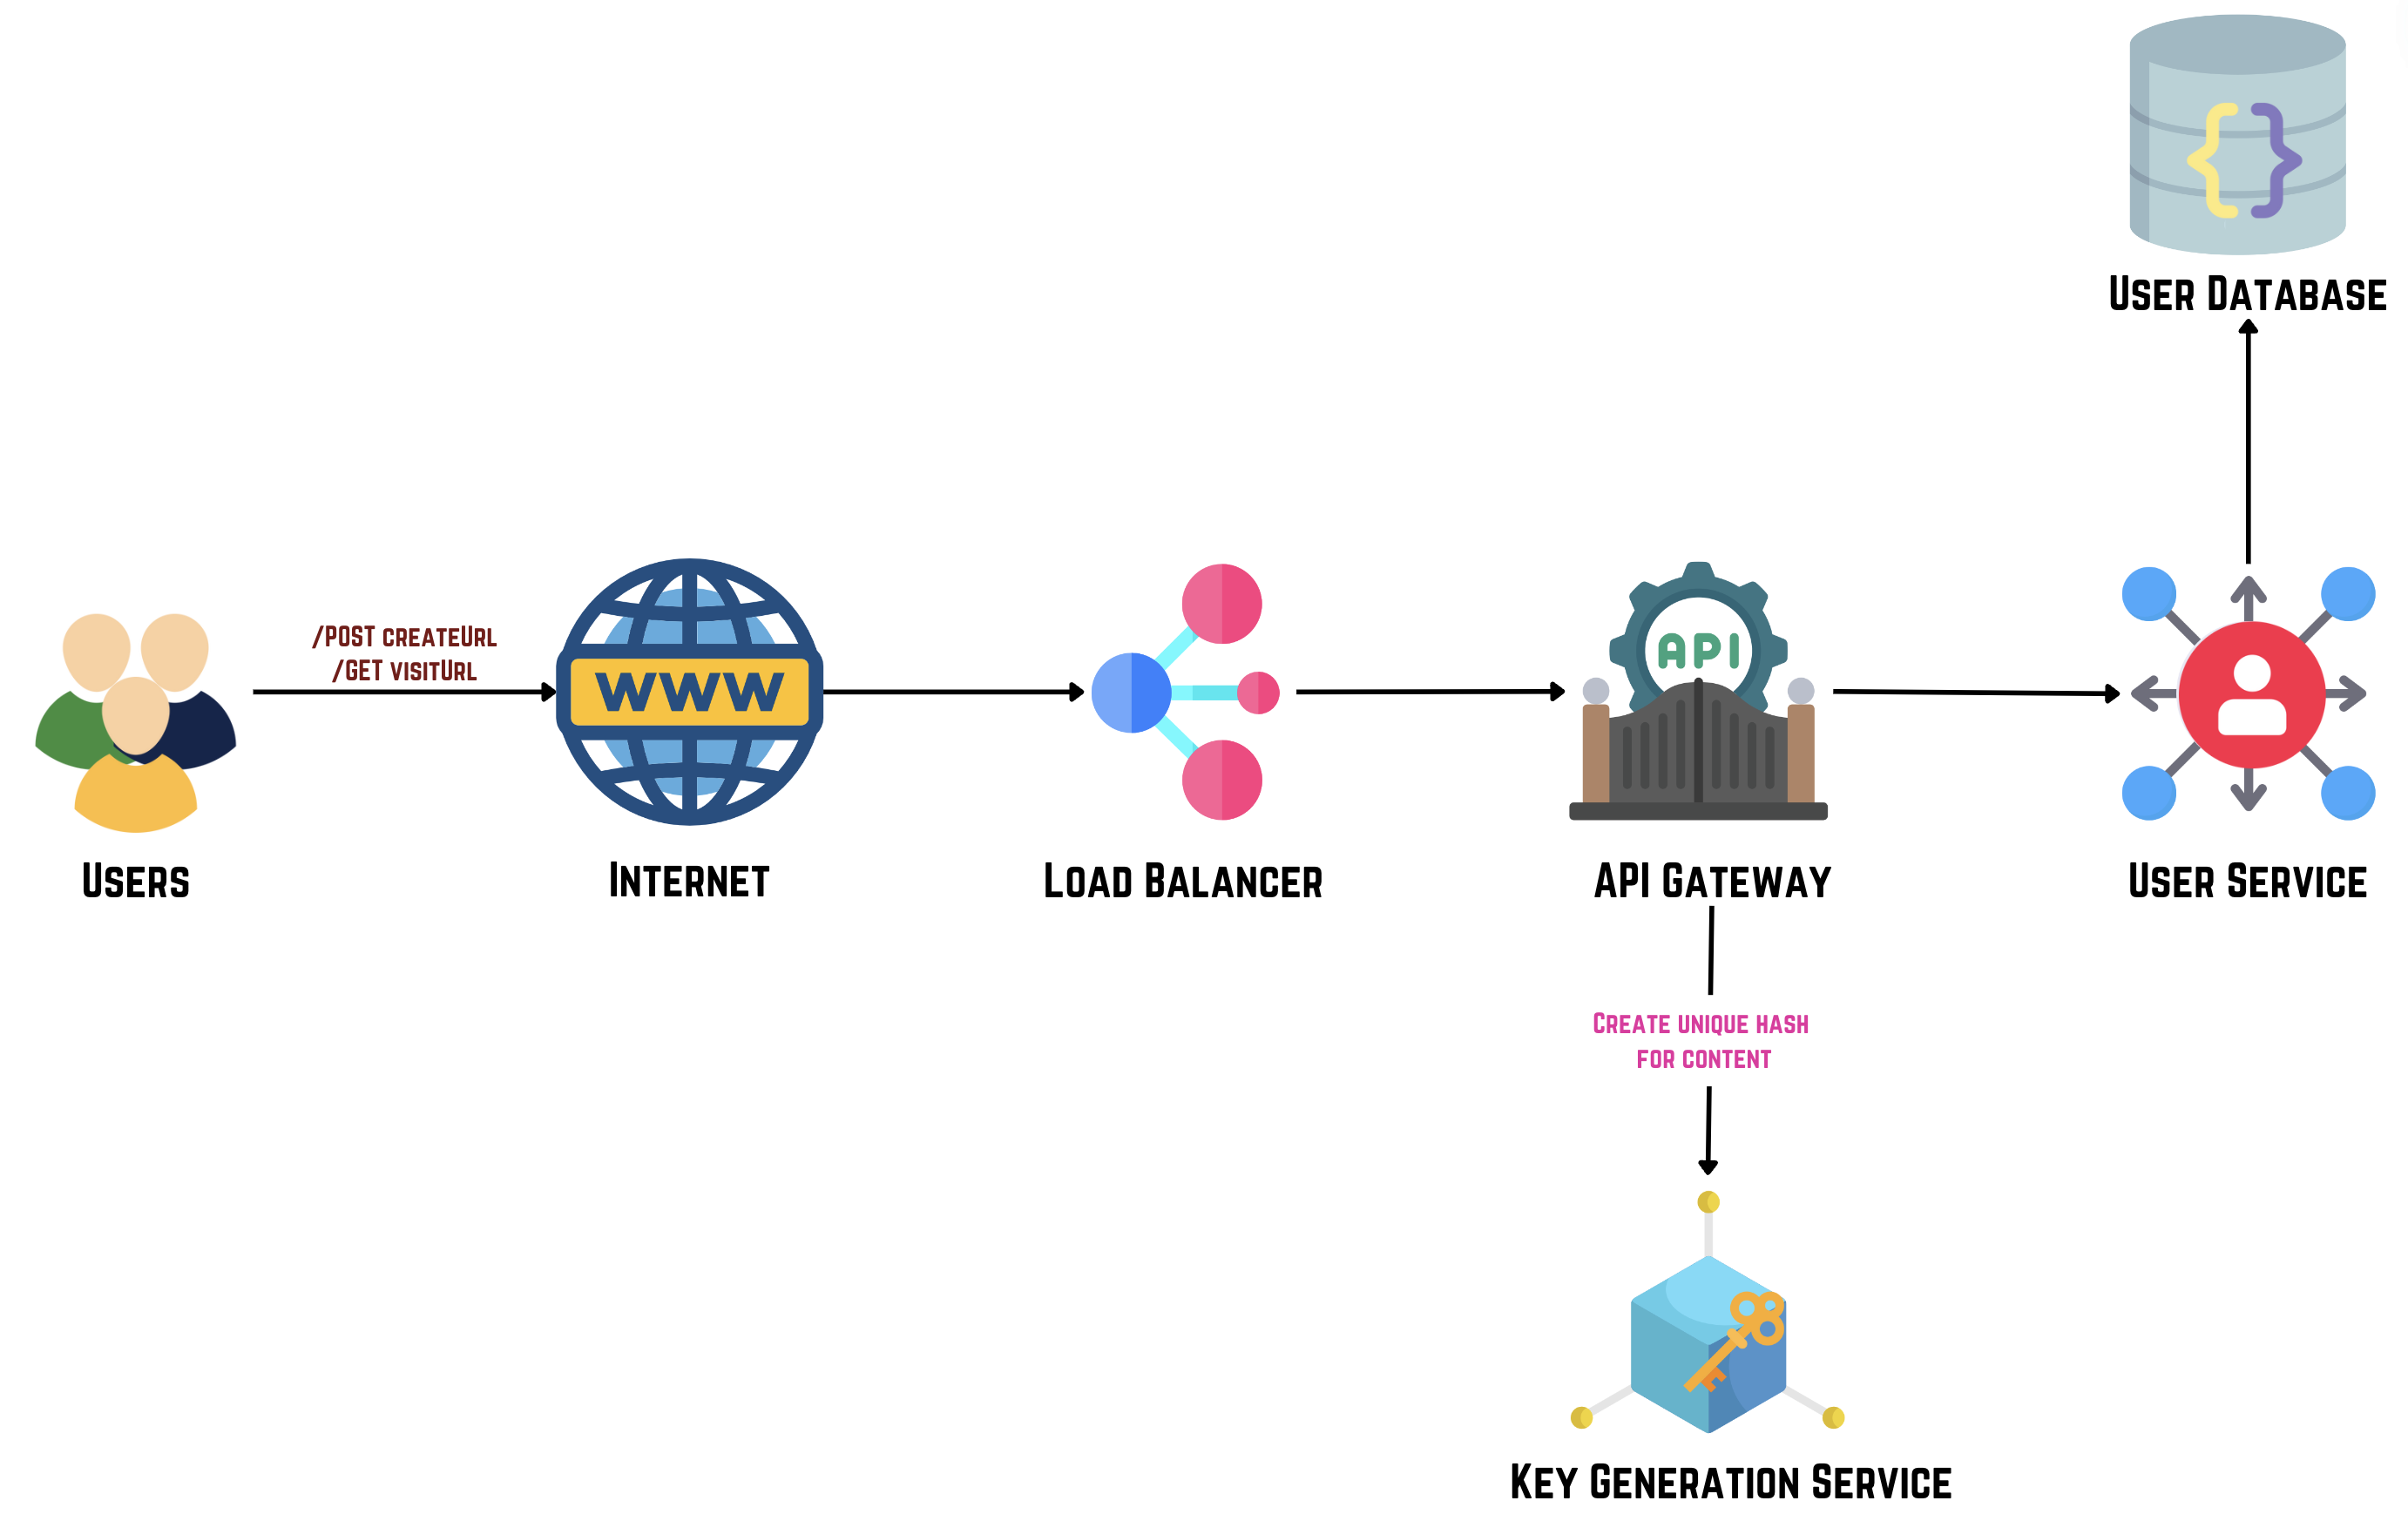 User Database
/POST createUrl
/GET visitUrl
WWW
API
Users
Internet
Load Balancer
API Gateway
User Service
Create unique hash
for content
Key Generation Service